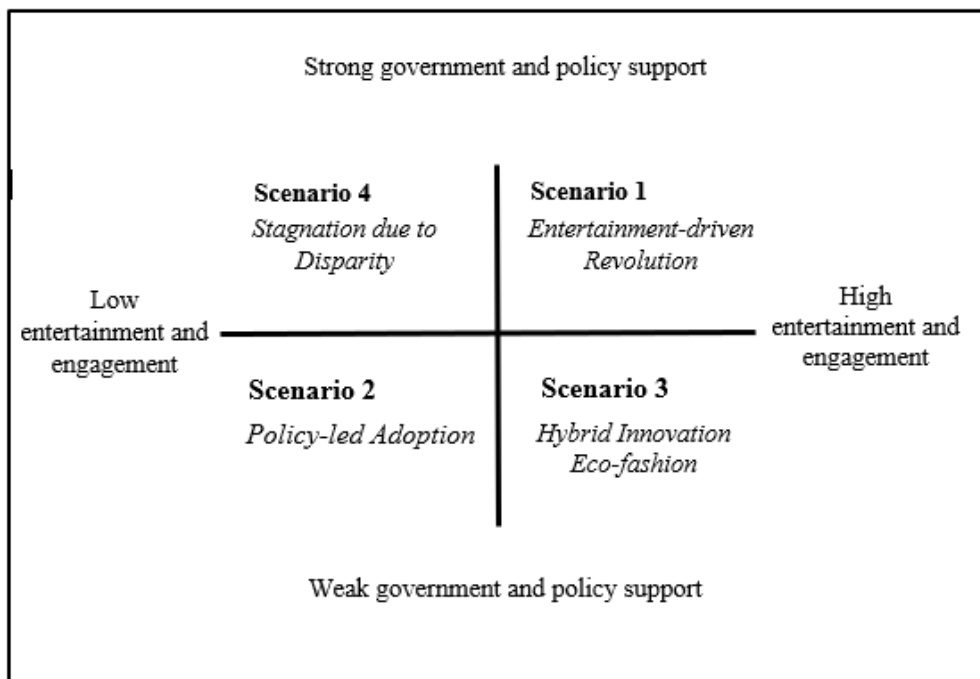 Strong government and policy support
Scenario 4
Stagnation due to
Disparity
Scenario 1
Entertainment-driven
Revolution
Low
entertainment and
engagement
High
entertainment and
engagement
Scenario 2
Policy-led Adoption
Scenario 3
Hybrid Innovation
Eco-fashion
Weak government and policy support